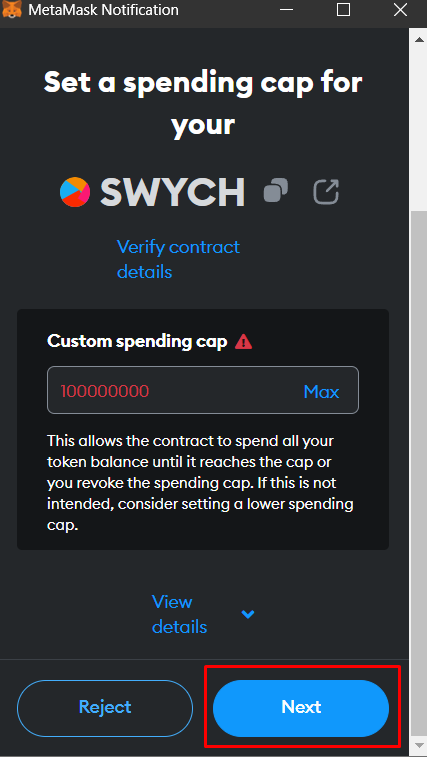 MetaMask Notification
Set a spending cap for
your
SWYCH
Verify contract
details
Custom spending cap
100000000 Max
This allows the contract to spend all your
token balance until it reaches the cap or
you revoke the spending cap. If this is not
intended, consider setting a lower spending
cap.
View
details
Reject Next